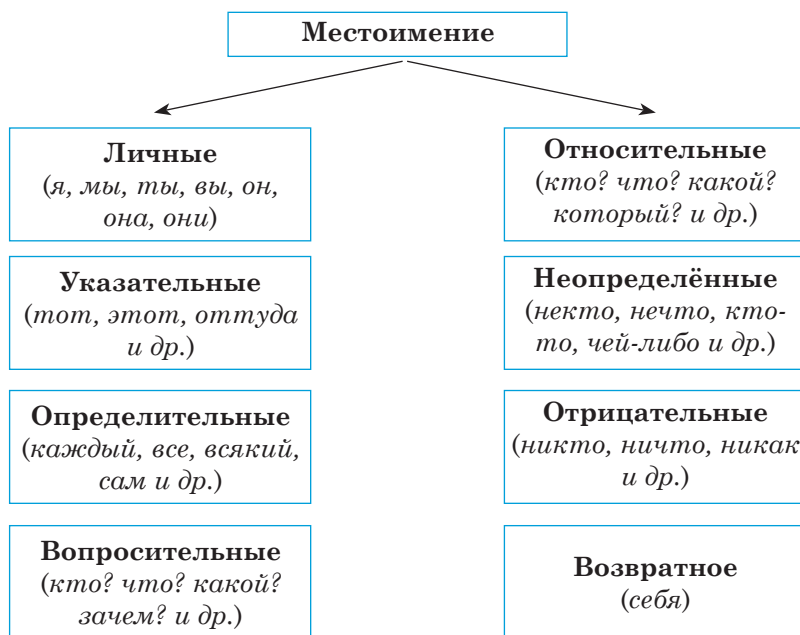 Местоимение
Личные
(я, мы, ты, вы, он,
она, они)
Указательные
(тот, этот, оттуда
и др.)
Определительные
(каждый, все, всякий,
сам и др.)
Вопросительные
(кто? что? какой?
зачем? и др.)
Относительные
(кто? что? какой?
который? и др.)
Неопределённые
(некто, нечто, кто-
то, чей-либо и др.)
Отрицательные
(никто, ничто, никак
и др.)
Возвратное
(себя)